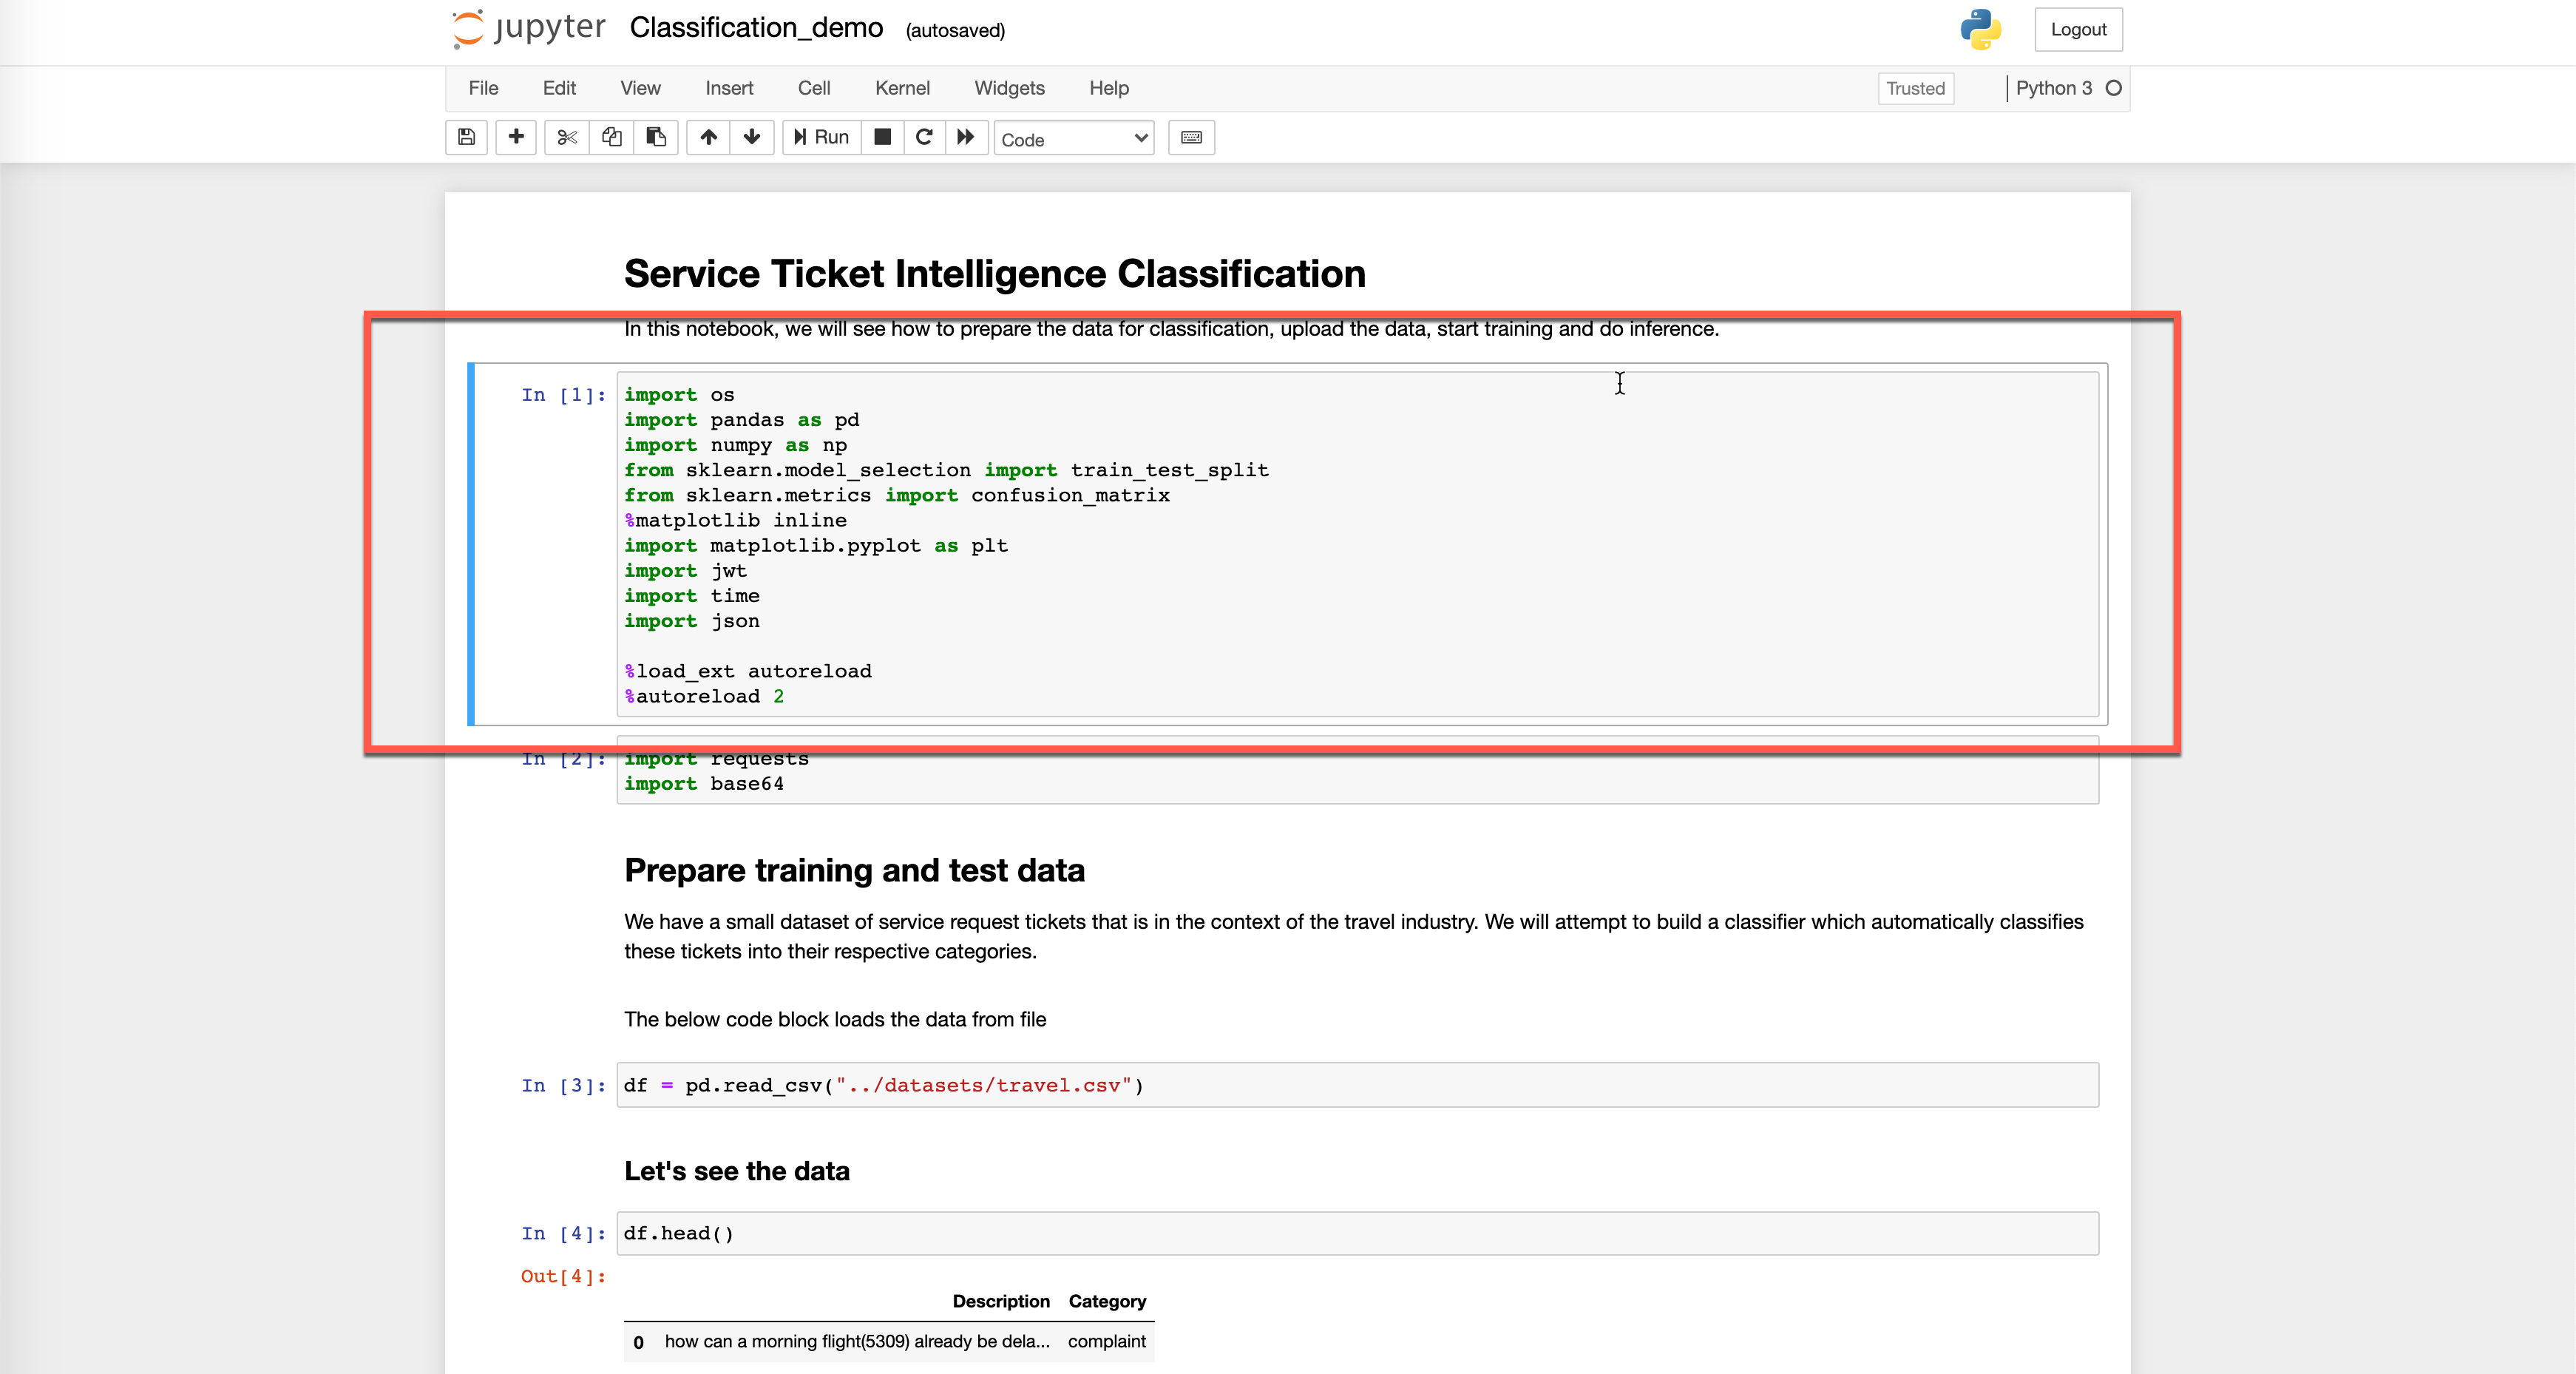 jupyter Classification_demo (autosaved) Logout
File Edit View Insert Cell Kernel Widgets Help Trusted Python 3
Run Code
Service Ticket Intelligence Classification
In this notebook, we will see how to prepare the data for classification, upload the data, start training and do inference.
In [1]: import os
import pandas as pd
import numpy as np
from sklearn.model_selection import train_test_split
from sklearn.metrics import confusion_matrix
%matplotlib inline
import matplotlib.pyplot as plt
import jwt
import time
import json
%load_ext autoreload
%autoreload 2
In [2]: import requests
import base64
Prepare training and test data
We have a small dataset of service request tickets that is in the context of the travel industry. We will attempt to build a classifier which automatically classifies
these tickets into their respective categories.
The below code block loads the data from file
In [3]: df = pd.read_csv("../datasets/travel.csv")
Let's see the data
In [4]: df.head()
Out[4]:
Description Category
0 how can a morning flight(5309) already be dela... complaint